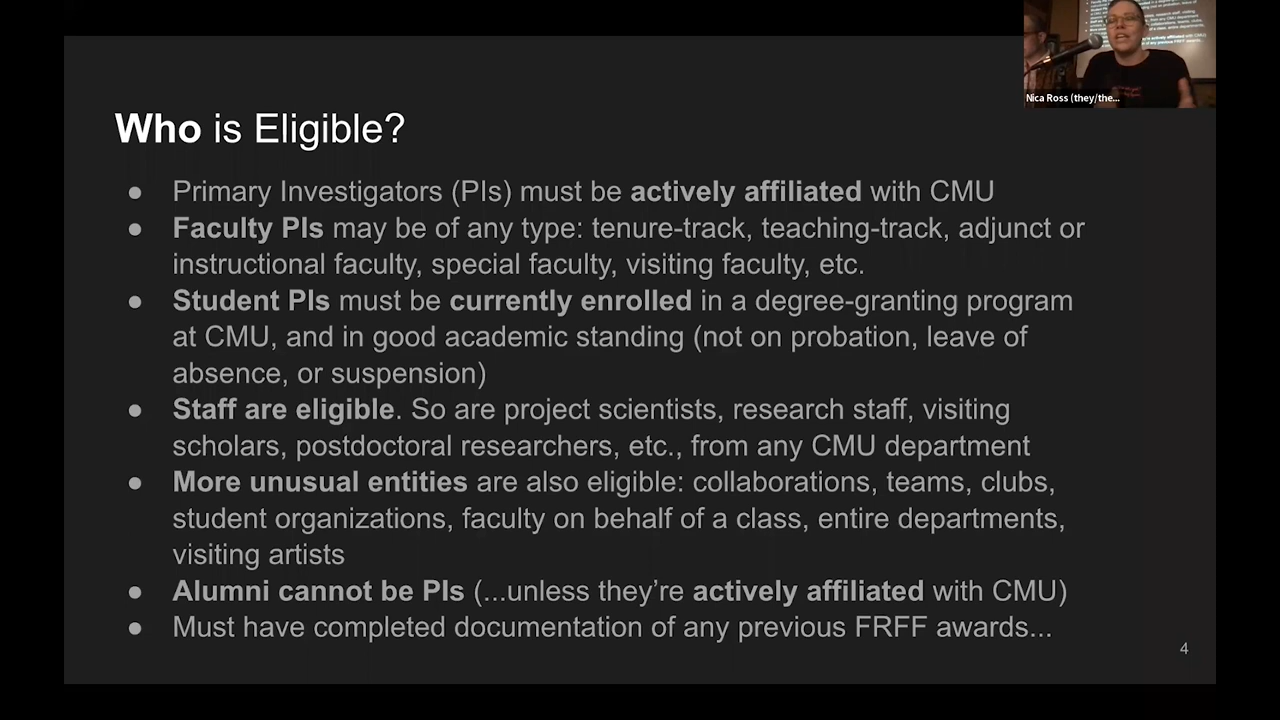 Nica Ross (they/the...
Who is Eligible?
● Primary Investigators (PIs) must be actively affiliated with CMU
● Faculty PIs may be of any type: tenure-track, teaching-track, adjunct or
instructional faculty, special faculty, visiting faculty, etc.
● Student PIs must be currently enrolled in a degree-granting program
at CMU, and in good academic standing (not on probation, leave of
absence, or suspension)
● Staff are eligible. So are project scientists, research staff, visiting
scholars, postdoctoral researchers, etc., from any CMU department
● More unusual entities are also eligible: collaborations, teams, clubs,
student organizations, faculty on behalf of a class, entire departments,
visiting artists
● Alumni cannot be PIs (...unless they’re actively affiliated with CMU)
● Must have completed documentation of any previous FRFF awards...
4